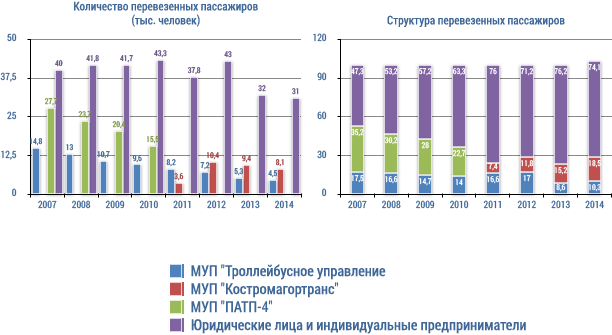 Количество перевезенных пассажиров
(тыс. человек)
50
37,5
25
12,5
0
14,8
27,7
40
13
23,7
41,8
10,7
20,4
41,7
9,6
15,5
43,3
8,2
3,6
37,8
7,2
10,4
43
5,3
9,4
32
4,5
8,1
31
2007 2008 2009 2010 2011 2012 2013 2014
Структура перевезенных пассажиров
120
90
60
30
0
47,3 53,2 57,2 63,3 76 71,2 76,2 74,1
35,2 30,2 28 22,7 7,4 11,8 15,2 18,5
17,5 16,6 14,7 14 16,6 17 8,6 10,3
2007 2008 2009 2010 2011 2012 2013 2014
МУП "Троллейбусное управление
МУП "Костромагортранс"
МУП "ПАТП-4"
Юридические лица и индивидуальные предприниматели